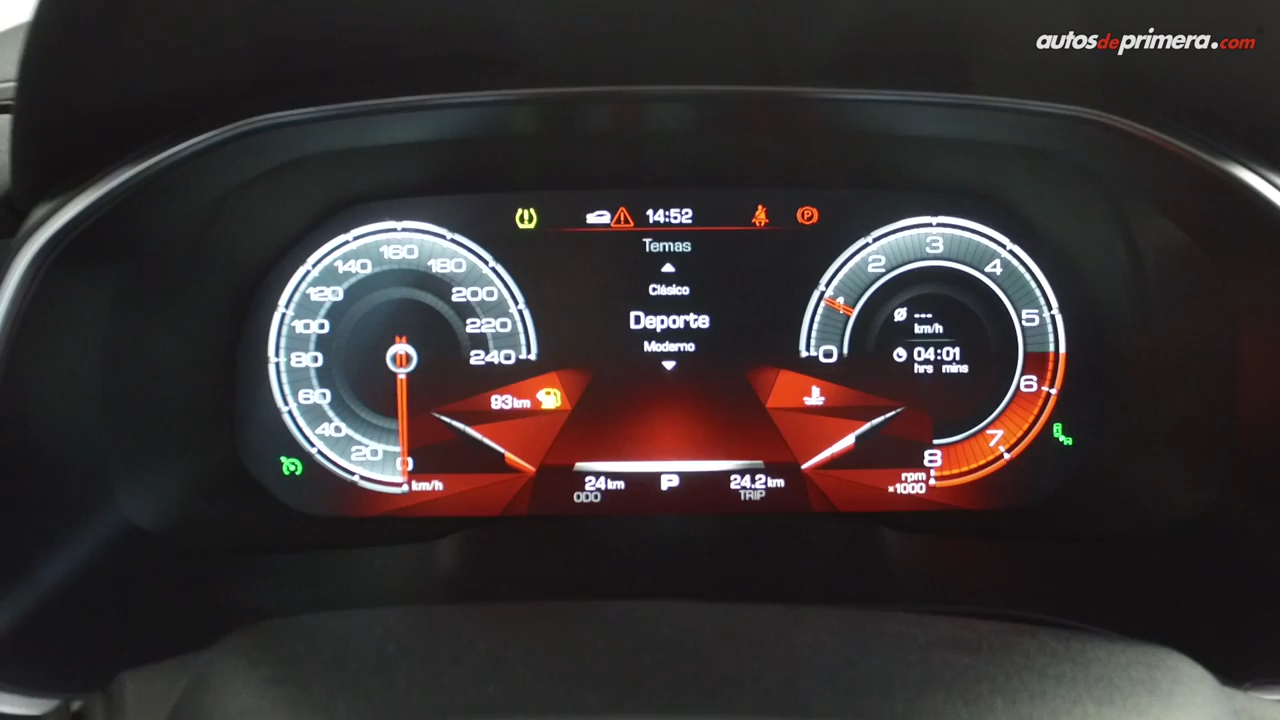 autosdeprimera.com
14:52
Temas
Clásico
Deporte
Moderno
160
140
180
120
200
100
220
80
240
60
40
20
0
km/h
93km
24km
ODO
P
24.2km
TRIP
3
2
4
1
5
0
6
7
8
Ø ---
km/h
04:01
hrs mins
rpm
×1000